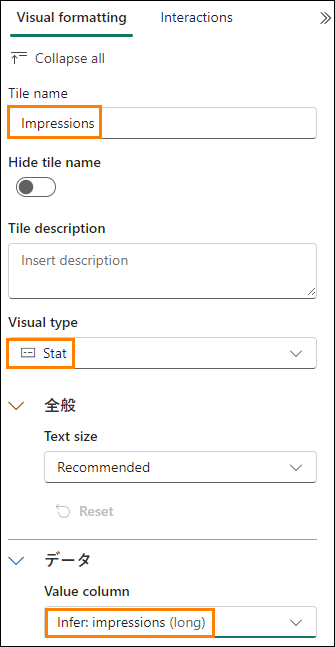 Visual formatting
Interactions
Collapse all
Tile name
Impressions
Hide tile name
Tile description
Insert description
Visual type
Stat
全般
Text size
Recommended
Reset
データ
Value column
Infer: impressions (long)